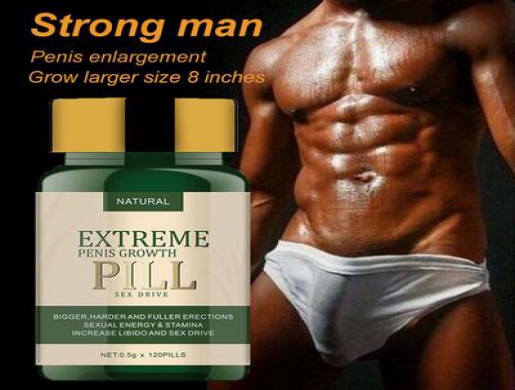 Strong man
Penis enlargement
Grow larger size 8 inches
NATURAL
EXTREME
PENIS GROWTH
PILL
SEX DRIVE
BIGGER,HARDER AND FULLER ERECTIONS
SEXUAL ENERGY & STAMINA
INCREASE LIBIDO AND SEX DRIVE
NET:0.5g x 120PILLS